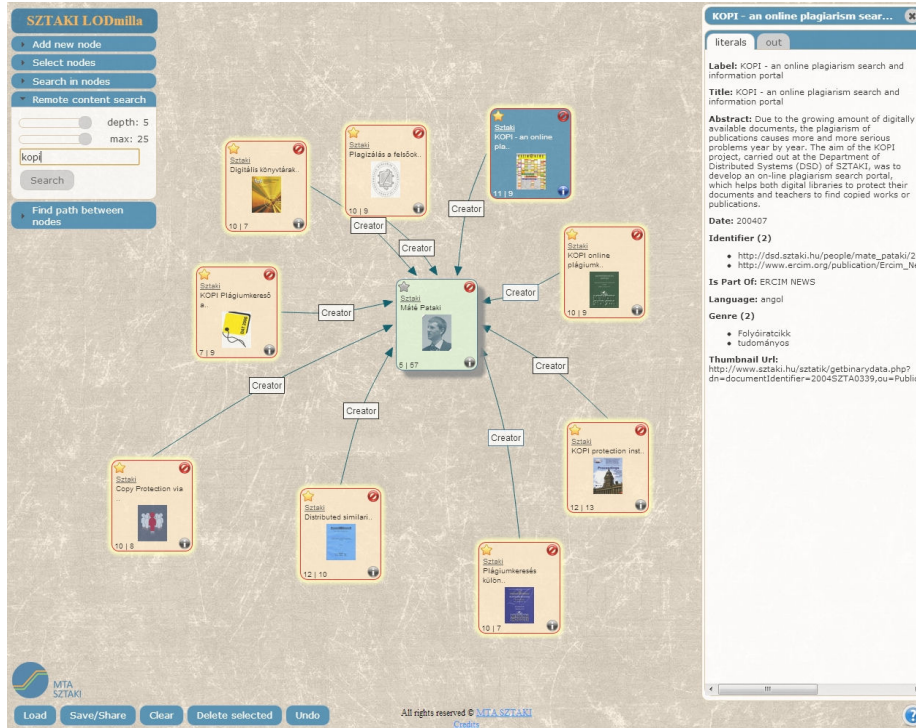 SZTAKI LODmilla
Add new node
Select nodes
Search in nodes
Remote content search
depth: 5
max: 25
kopi
Search
Find path between
nodes
Sztaki
Digitális könyvtárak..
10 | 7
Sztaki
Plagizálás a felsőok..
10 | 9
Sztaki
KOPI - an online
pla..
11 | 9
Sztaki
KOPI online
plágiumk..
10 | 9
Sztaki
KOPI Plágiumkereső
a..
7 | 9
Sztaki
Máté Pataki
5 | 57
Creator
Creator
Creator
Creator
Creator
Creator
Creator
Creator
Creator
Sztaki
Copy Protection via
..
10 | 8
Sztaki
Distributed similari..
12 | 10
Sztaki
Plágiumkeresés
külön..
10 | 7
Sztaki
KOPI protection inst..
12 | 13
MTA
SZTAKI
Load
Save/Share
Clear
Delete selected
Undo
All rights reserved © MTA SZTAKI
Credits
KOPI - an online plagiarism sear...
literals
out
Label: KOPI - an online plagiarism search and
information portal
Title: KOPI - an online plagiarism search and
information portal
Abstract: Due to the growing amount of digitally
available documents, the plagiarism of
publications causes more and more serious
problems year by year. The aim of the KOPI
project, carried out at the Department of
Distributed Systems (DSD) of SZTAKI, was to
develop an on-line plagiarism search portal,
which helps both digital libraries to protect their
documents and teachers to find copied works or
publications.
Date: 200407
Identifier (2)
http://dsd.sztaki.hu/people/mate_pataki/2
http://www.ercim.org/publication/Ercim_Ne
Is Part Of: ERCIM NEWS
Language: angol
Genre (2)
Folyóiratcikk
tudományos
Thumbnail Url:
http://www.sztaki.hu/sztatik/getbinarydata.php?
dn=documentIdentifier=2004SZTA0339,ou=Public
?